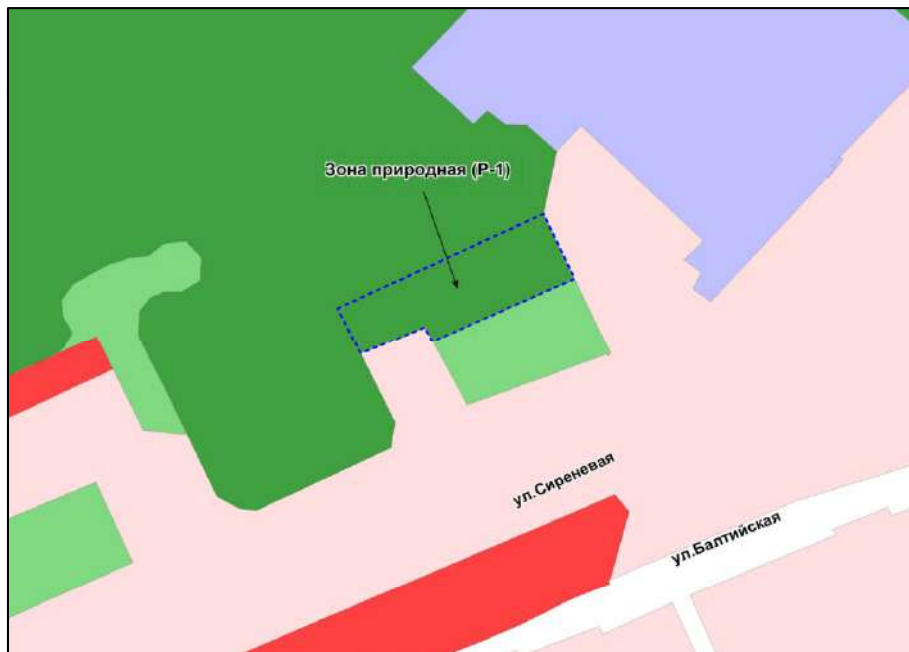 Зона природная (Р-1)
ул.Сиреневая
ул.Балтийская